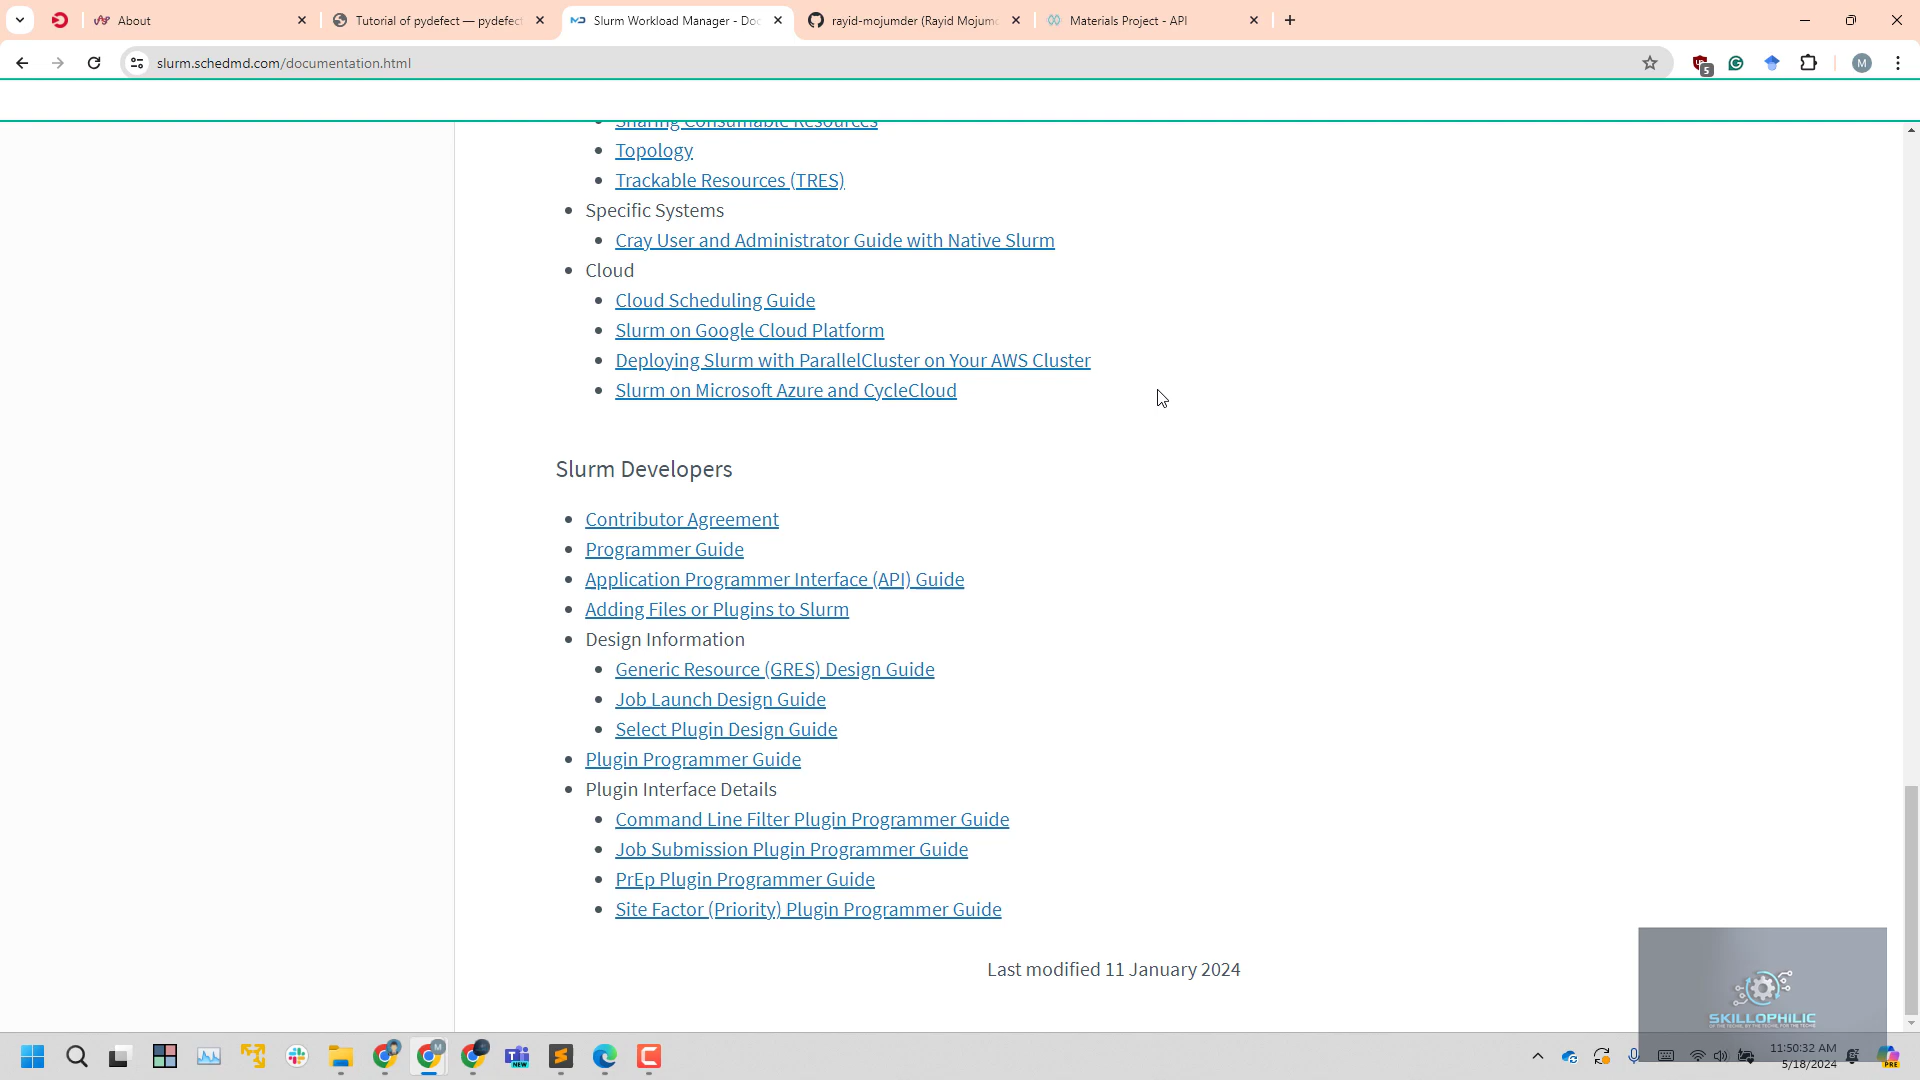 About
Tutorial of pydefect — pydefect
Slurm Workload Manager - Doc
rayid-mojumder (Rayid Mojum
Materials Project - API
slurm.schedmd.com/documentation.html
5
M
Sharing Consumable Resources
Topology
Trackable Resources (TRES)
Specific Systems
Cray User and Administrator Guide with Native Slurm
Cloud
Cloud Scheduling Guide
Slurm on Google Cloud Platform
Deploying Slurm with ParallelCluster on Your AWS Cluster
Slurm on Microsoft Azure and CycleCloud
Slurm Developers
Contributor Agreement
Programmer Guide
Application Programmer Interface (API) Guide
Adding Files or Plugins to Slurm
Design Information
Generic Resource (GRES) Design Guide
Job Launch Design Guide
Select Plugin Design Guide
Plugin Programmer Guide
Plugin Interface Details
Command Line Filter Plugin Programmer Guide
Job Submission Plugin Programmer Guide
PrEp Plugin Programmer Guide
Site Factor (Priority) Plugin Programmer Guide
Last modified 11 January 2024
SKILLOPHILIC
11:50:32 AM
5/18/2024